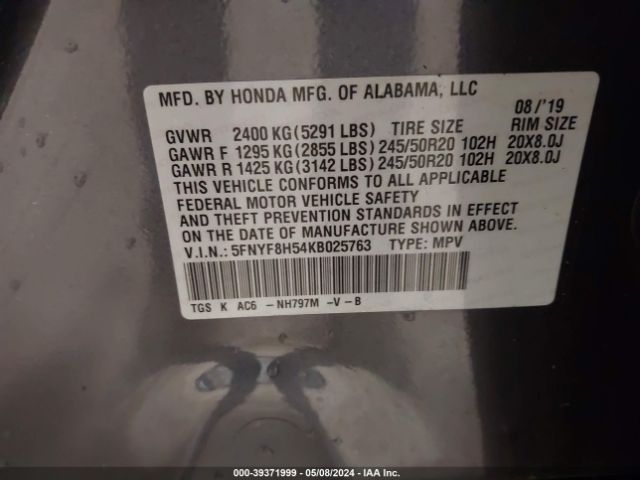 MFD. BY HONDA MFG. OF ALABAMA, LLC
08 /'19
GVWR 2400 KG (5291 LBS) TIRE SIZE RIM SIZE
GAWR F 1295 KG (2855 LBS) 245/50R20 102H 20X8.0J
GAWR R 1425 KG (3142 LBS) 245/50R20 102H 20X8.0J
THIS VEHICLE CONFORMS TO ALL APPLICABLE
FEDERAL MOTOR VEHICLE SAFETY
AND THEFT PREVENTION STANDARDS IN EFFECT
ON THE DATE OF MANUFACTURE SHOWN ABOVE.
V.I.N.: 5FNYF8H54KB025763 TYPE: MPV
TGS K AC6 -NH797M -V - B
000-39371999 - 05/08/2024 - IAA Inc.